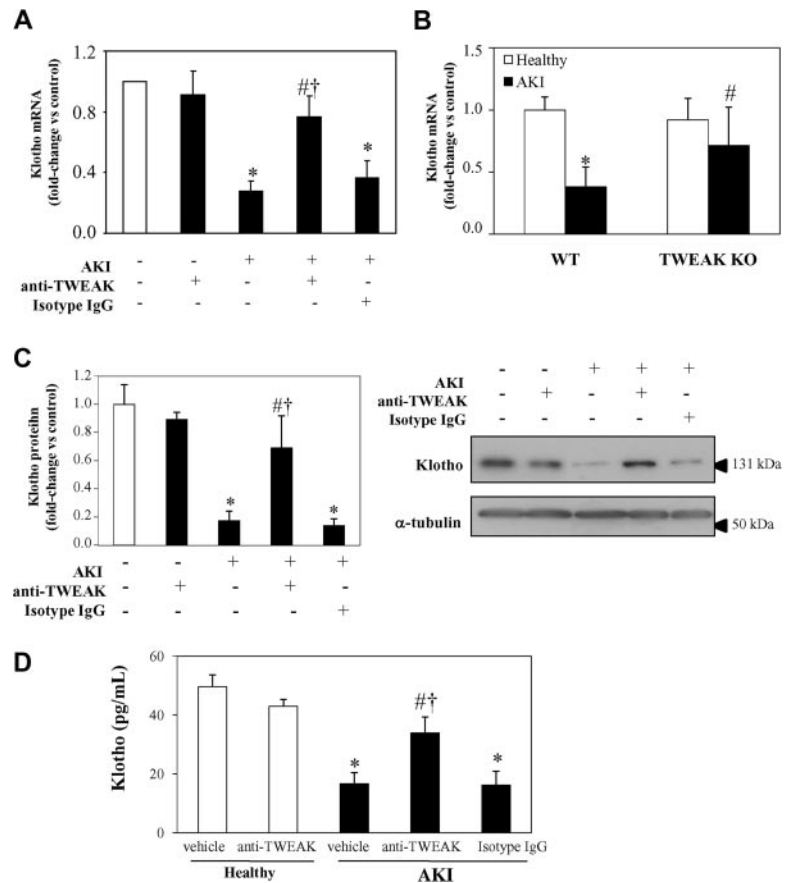 A
Klotho mRNA
(fold-change vs control)
1.2
0.8
0.4
0.0
* #† *
AKI - - + + +
anti-TWEAK - + - + -
Isotype IgG - - - - +
B
Klotho mRNA
(fold-change vs control)
1.5
1.0
0.5
0.0
Healthy
AKI
* #
WT TWEAK KO
C
Klotho proteihn
(fold-change vs control)
1.2
1.0
0.8
0.6
0.4
0.2
0.0
* #† *
AKI - - + + +
anti-TWEAK - + - + -
Isotype IgG - - - - +
AKI - - + + +
anti-TWEAK - + - + -
Isotype IgG - - - - +
Klotho 131 kDa
α-tubulin 50 kDa
D
Klotho (pg/mL)
60
40
20
0
* #† *
vehicle anti-TWEAK vehicle anti-TWEAK Isotype IgG
Healthy AKI